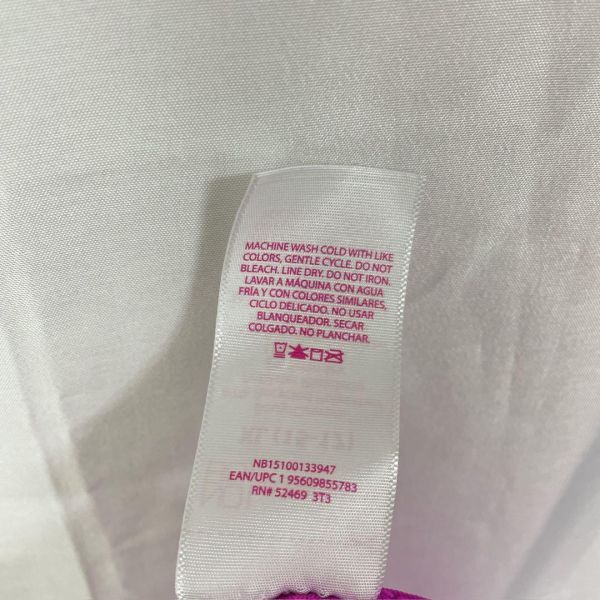 MACHINE WASH COLD WITH LIKE
COLORS, GENTLE CYCLE. DO NOT
BLEACH. LINE DRY. DO NOT IRON.
LAVAR A MÁQUINA CON AGUA
FRÍA Y CON COLORES SIMILARES,
CICLO DELICADO. NO USAR
BLANQUEADOR. SECAR
COLGADO. NO PLANCHAR.
NB15100133947
EAN/UPC 1 95609855783
RN# 52469 3T3